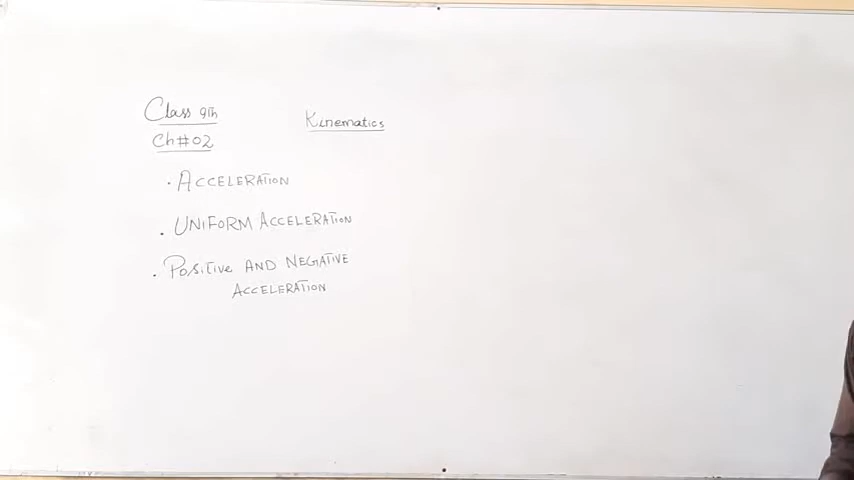 Class 9th
Kinematics
Ch#02
. ACCELERATION
. UNIFORM ACCELERATION
. POSITIVE AND NEGATIVE
ACCELERATION